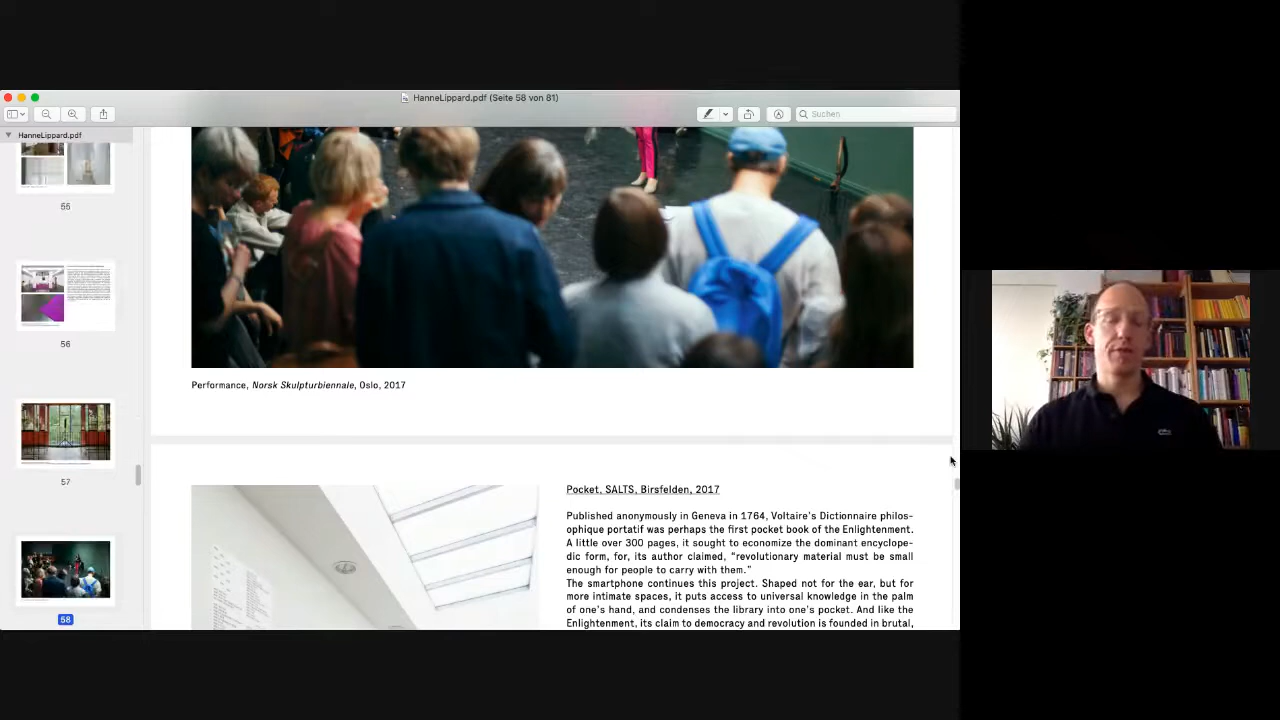 HanneLippard.pdf (Seite 58 von 81)
Suchen
HanneLippard.pdf
55
56
57
58
Performance, Norsk Skulpturbiennale, Oslo, 2017
Pocket, SALTS, Birsfelden, 2017
Published anonymously in Geneva in 1764, Voltaire's Dictionnaire philos-
ophique portatif was perhaps the first pocket book of the Enlightenment.
A little over 300 pages, it sought to economize the dominant encyclope-
dic form, for, its author claimed, “revolutionary material must be small
enough for people to carry with them.”
The smartphone continues this project. Shaped not for the ear, but for
more intimate spaces, it puts access to universal knowledge in the palm
of one's hand, and condenses the library into one's pocket. And like the
Enlightenment, its claim to democracy and revolution is founded in brutal,